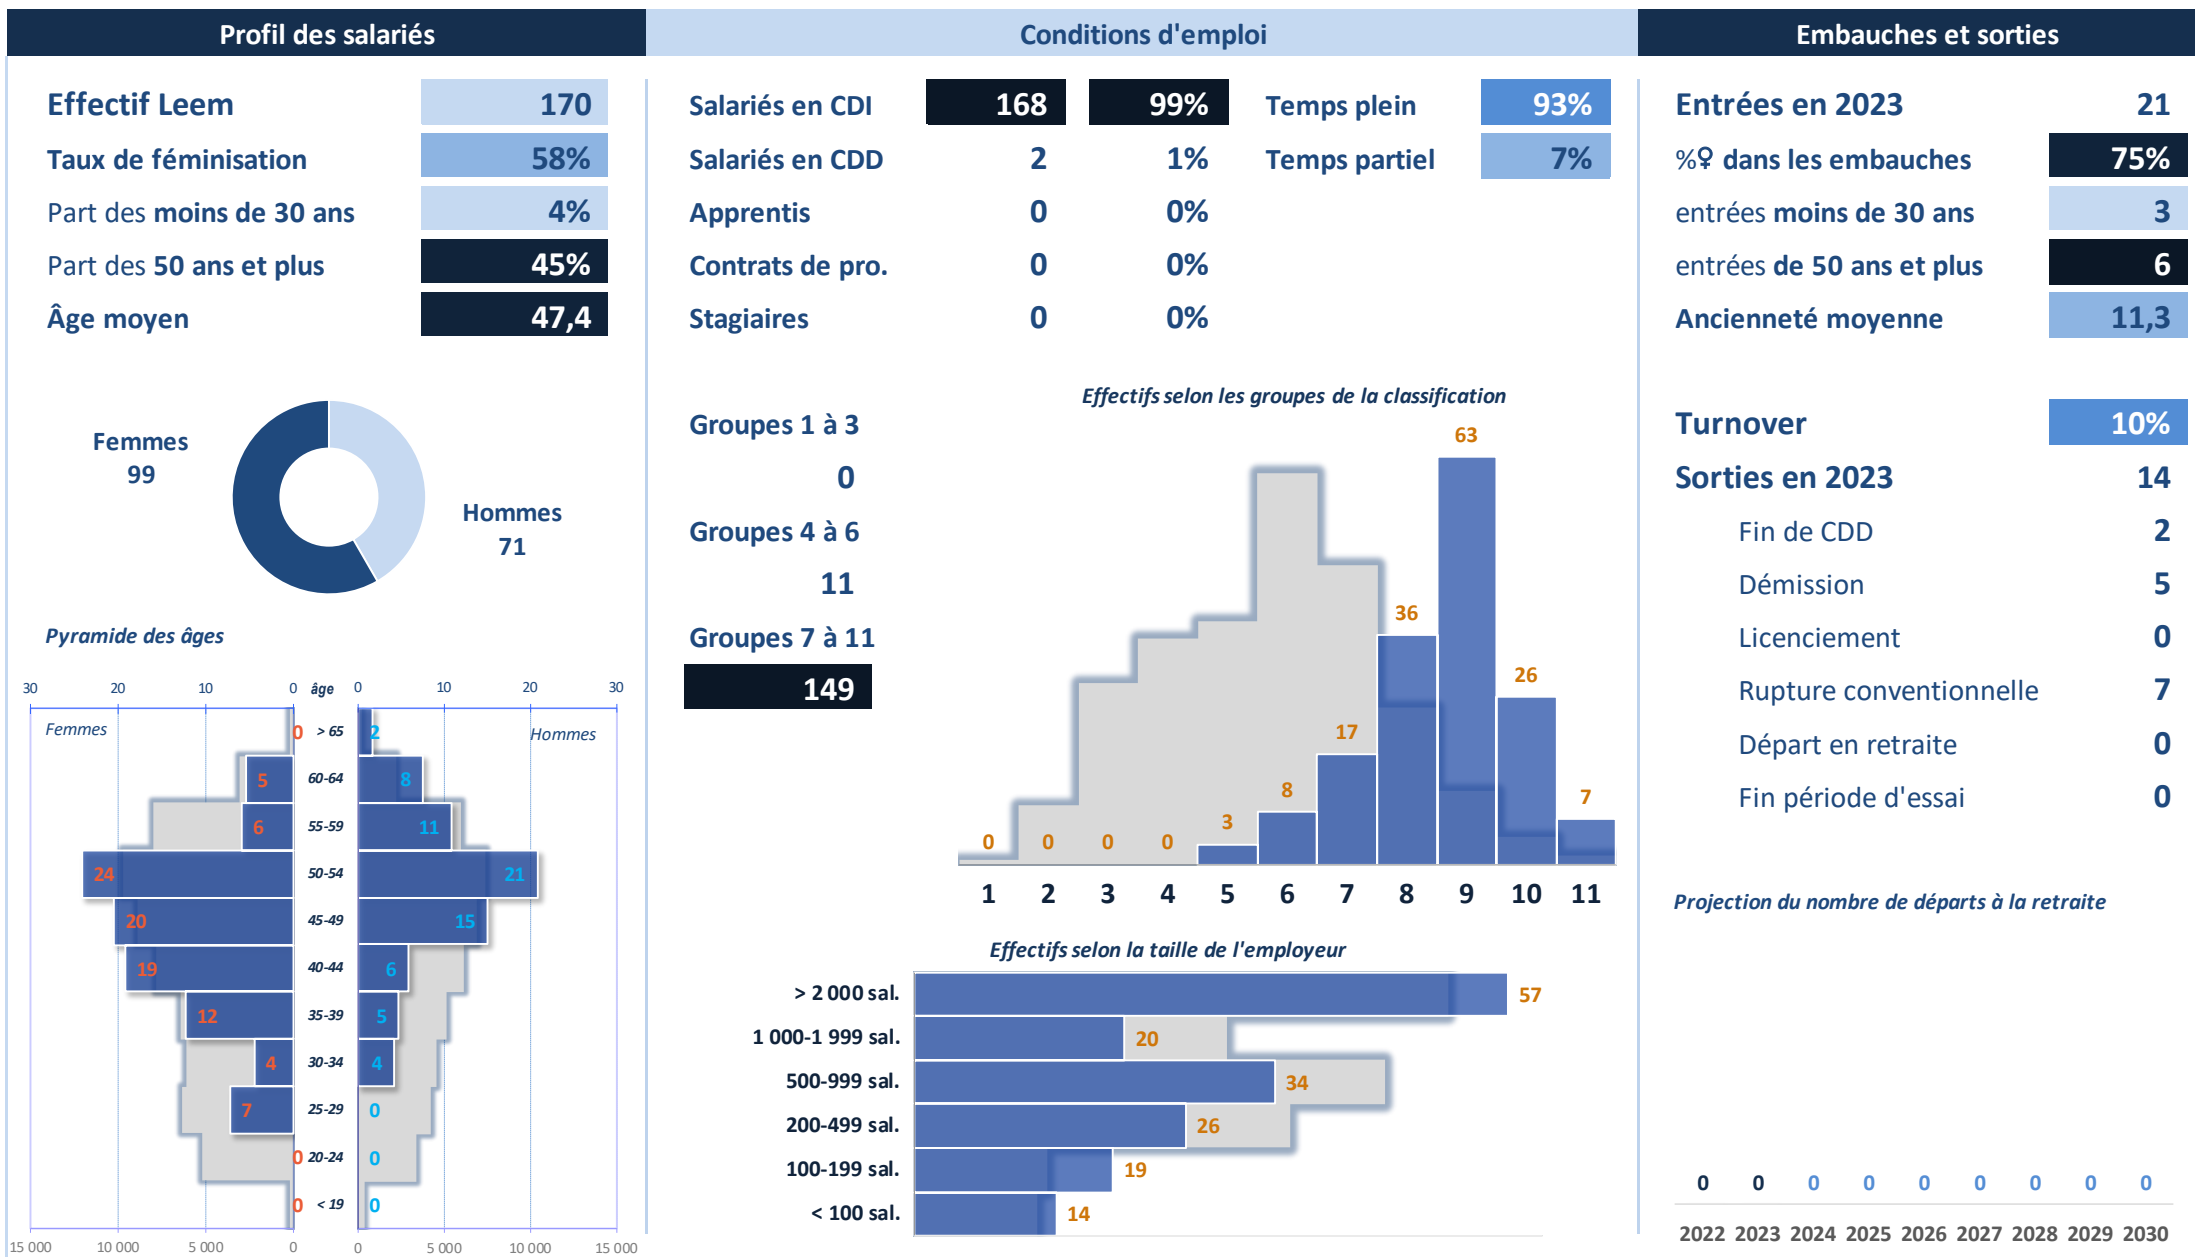 Profil des salariés
Effectif Leem 170
Taux de féminisation 58%
Part des moins de 30 ans 4%
Part des 50 ans et plus 45%
Âge moyen 47,4
Femmes
99
Hommes
71
Pyramide des âges
30 20 10 0 âge 0 10 20 30
Femmes Hommes
0 > 65 2
5 60-64 8
6 55-59 11
24 50-54 21
20 45-49 15
19 40-44 6
12 35-39 5
4 30-34 4
7 25-29 0
0 20-24 0
0 < 19 0
15 000 10 000 5 000 0 0 5 000 10 000 15 000
Conditions d'emploi
Salariés en CDI 168 99% Temps plein 93%
Salariés en CDD 2 1% Temps partiel 7%
Apprentis 0 0%
Contrats de pro. 0 0%
Stagiaires 0 0%
Groupes 1 à 3
0
Groupes 4 à 6
11
Groupes 7 à 11
149
Effectifs selon les groupes de la classification
0 0 0 0 3 8 17 36 63 26 7
1 2 3 4 5 6 7 8 9 10 11
Effectifs selon la taille de l'employeur
> 2 000 sal. 57
1 000-1 999 sal. 20
500-999 sal. 34
200-499 sal. 26
100-199 sal. 19
< 100 sal. 14
Embauches et sorties
Entrées en 2023 21
%♀ dans les embauches 75%
entrées moins de 30 ans 3
entrées de 50 ans et plus 6
Ancienneté moyenne 11,3
Turnover 10%
Sorties en 2023 14
Fin de CDD 2
Démission 5
Licenciement 0
Rupture conventionnelle 7
Départ en retraite 0
Fin période d'essai 0
Projection du nombre de départs à la retraite
0 0 0 0 0 0 0 0 0
2022 2023 2024 2025 2026 2027 2028 2029 2030